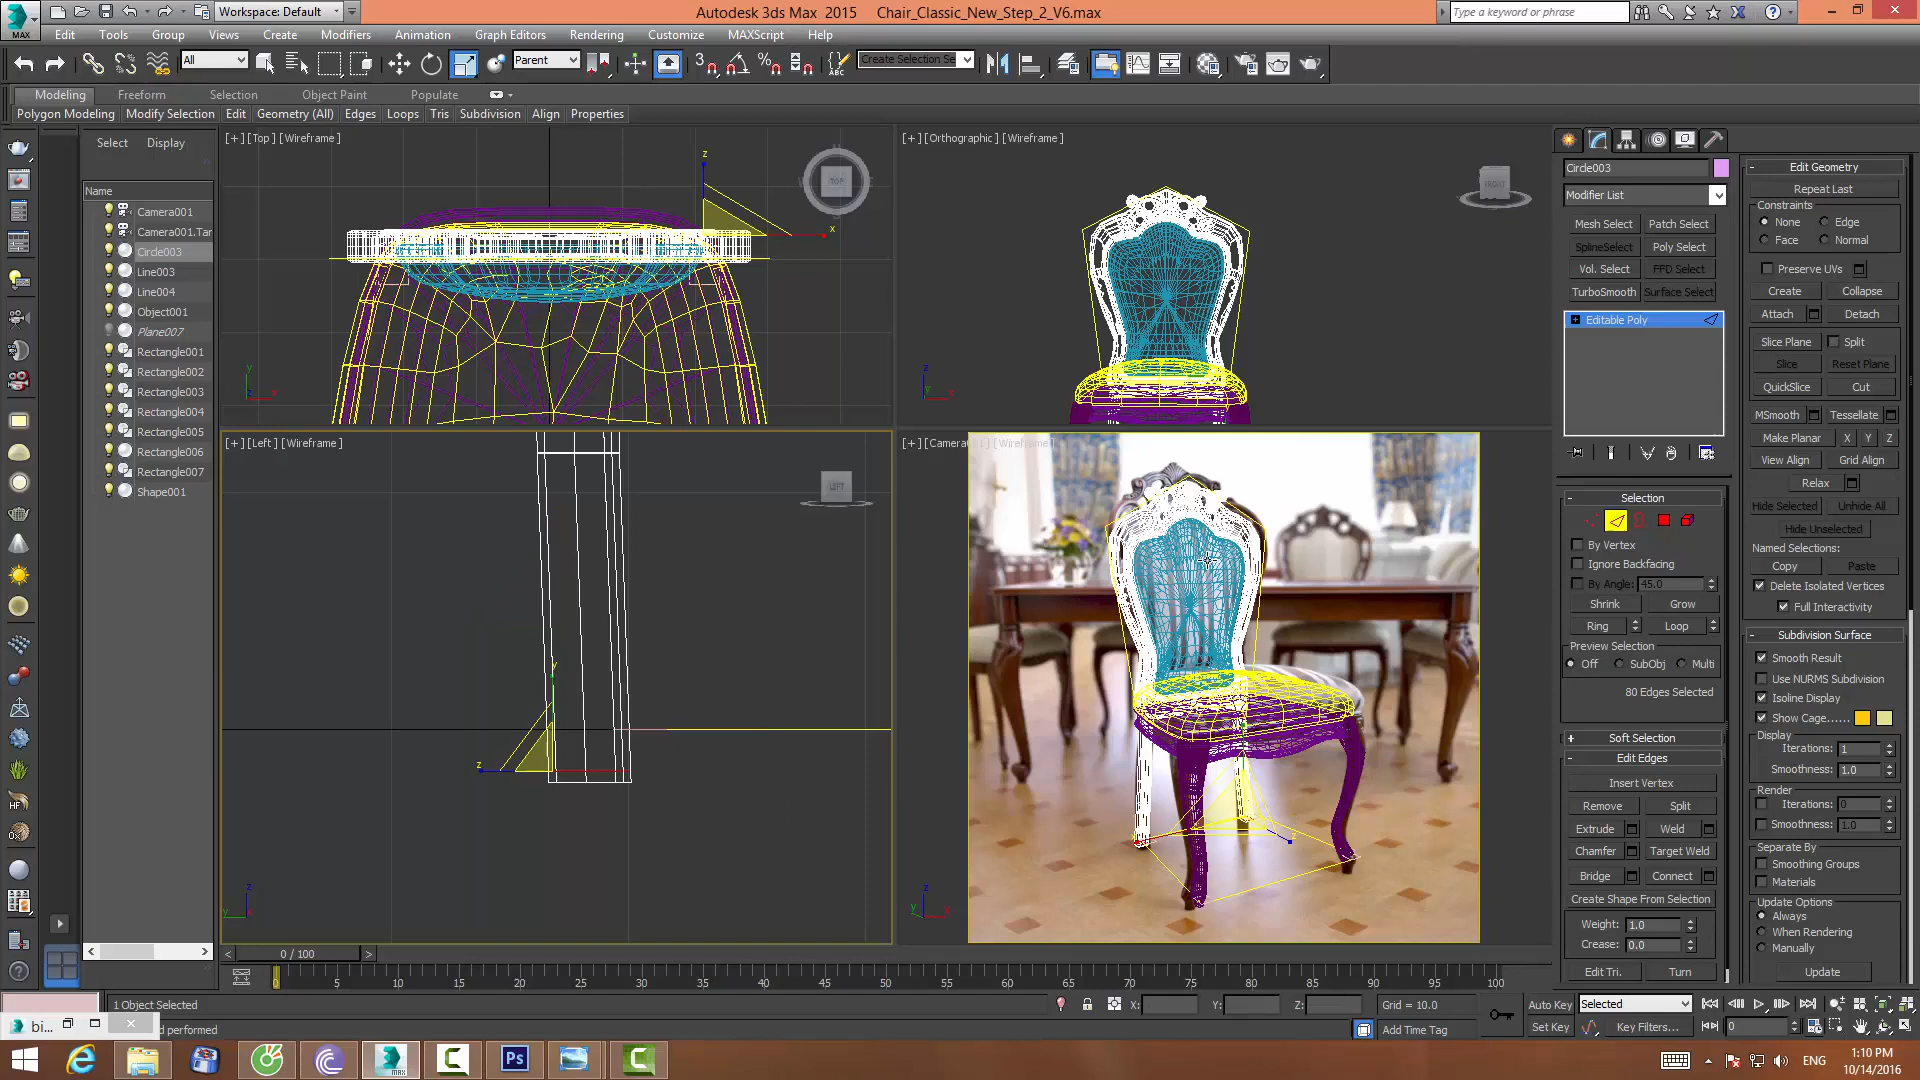 Workspace: Default
Autodesk 3ds Max 2015
Chair_Classic_New_Step_2_V6.max
Type a keyword or phrase
MAX
Edit
Tools
Group
Views
Create
Modifiers
Animation
Graph Editors
Rendering
Customize
MAXScript
Help
All
Parent
Create Selection Se
Modeling
Freeform
Selection
Object Paint
Populate
Polygon Modeling
Modify Selection
Edit
Geometry (All)
Edges
Loops
Tris
Subdivision
Align
Properties
Select
Display
Name
Camera001
Camera001.Tar
Circle003
Line003
Line004
Object001
Plane007
Rectangle001
Rectangle002
Rectangle003
Rectangle004
Rectangle005
Rectangle006
Rectangle007
Shape001
[+] [Top] [Wireframe]
TOP
[+] [Orthographic] [Wireframe]
FRONT
[+] [Left] [Wireframe]
LEFT
Circle003
Modifier List
Mesh Select
Patch Select
SplineSelect
Poly Select
Vol. Select
FFD Select
TurboSmooth
Surface Select
Editable Poly
Selection
By Vertex
Ignore Backfacing
By Angle:
45.0
Shrink
Grow
Ring
Loop
Preview Selection
Off
SubObj
Multi
80 Edges Selected
Soft Selection
Edit Edges
Insert Vertex
Remove
Split
Extrude
Weld
Chamfer
Target Weld
Bridge
Connect
Create Shape From Selection
Weight: 1.0
Crease: 0.0
Edit Tri.
Turn
Edit Geometry
Repeat Last
Constraints
None
Edge
Face
Normal
Preserve UVs
Create
Collapse
Attach
Detach
Slice Plane
Split
Slice
Reset Plane
QuickSlice
Cut
MSmooth
Tessellate
Make Planar
X
Y
Z
View Align
Grid Align
Relax
Hide Selected
Unhide All
Hide Unselected
Named Selections:
Copy
Paste
Delete Isolated Vertices
Full Interactivity
Subdivision Surface
Smooth Result
Use NURMS Subdivision
Isoline Display
Show Cage......
Display
Iterations: 1
Smoothness: 1.0
Render
Iterations: 0
Smoothness: 1.0
Separate By
Smoothing Groups
Materials
Update Options
Always
When Rendering
Manually
Update
0 / 100
0 5 10 15 20 25 30 35 40 45 50 55 60 65 70 75 80 85 90 95 100
1 Object Selected
X:
Y:
Z:
Grid = 10.0
Auto Key
Selected
bi...
d performed
Add Time Tag
Set Key
Key Filters...
0
MAX
Ps
ENG
1:10 PM
10/14/2016